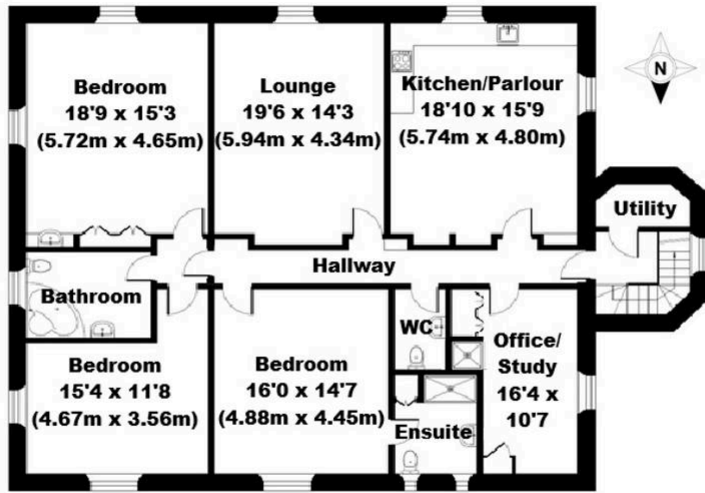 Bedroom
18'9 x 15'3
(5.72m x 4.65m)
Lounge
19'6 x 14'3
(5.94m x 4.34m)
Kitchen/Parlour
18'10 x 15'9
(5.74m x 4.80m)
N
Utility
Hallway
Bathroom
WC
Office/
Study
16'4 x
10'7
Bedroom
15'4 x 11'8
(4.67m x 3.56m)
Bedroom
16'0 x 14'7
(4.88m x 4.45m)
Ensuite